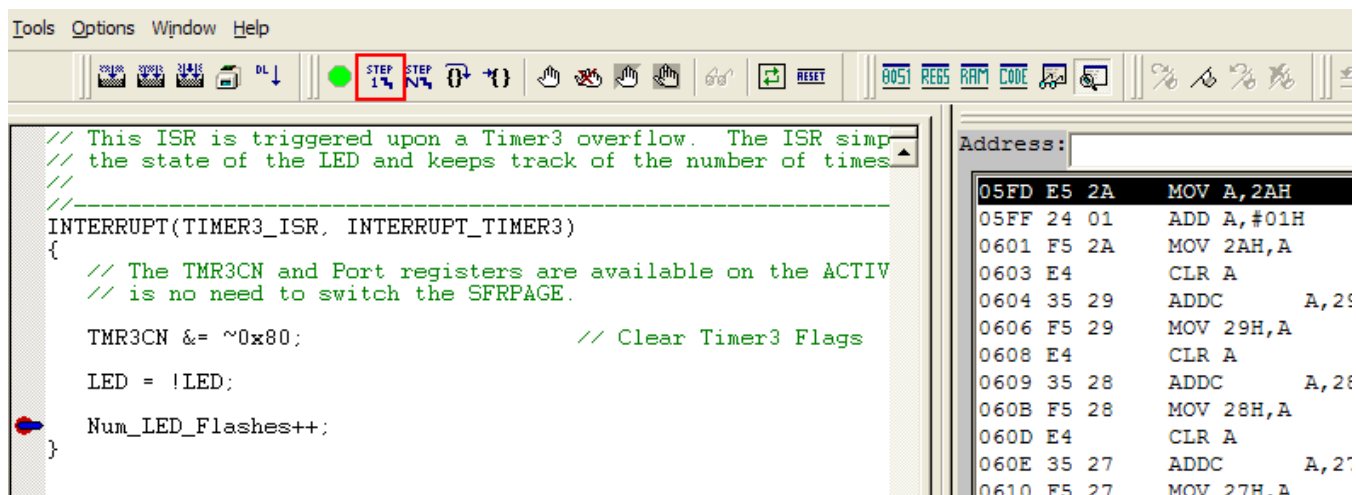 Tools Options Window Help
DL STEP 1 STEP N RESET 8051 REGS RAM CODE
// This ISR is triggered upon a Timer3 overflow. The ISR simp
// the state of the LED and keeps track of the number of times
//
//--------------------------------------------------------------
INTERRUPT(TIMER3_ISR, INTERRUPT_TIMER3)
{
// The TMR3CN and Port registers are available on the ACTIV
// is no need to switch the SFRPAGE.
TMR3CN &= ~0x80; // Clear Timer3 Flags
LED = !LED;
Num_LED_Flashes++;
}
Address:
05FD E5 2A MOV A,2AH
05FF 24 01 ADD A,#01H
0601 F5 2A MOV 2AH,A
0603 E4 CLR A
0604 35 29 ADDC A,29
0606 F5 29 MOV 29H,A
0608 E4 CLR A
0609 35 28 ADDC A,28
060B F5 28 MOV 28H,A
060D E4 CLR A
060E 35 27 ADDC A,27
0610 F5 27 MOV 27H,A